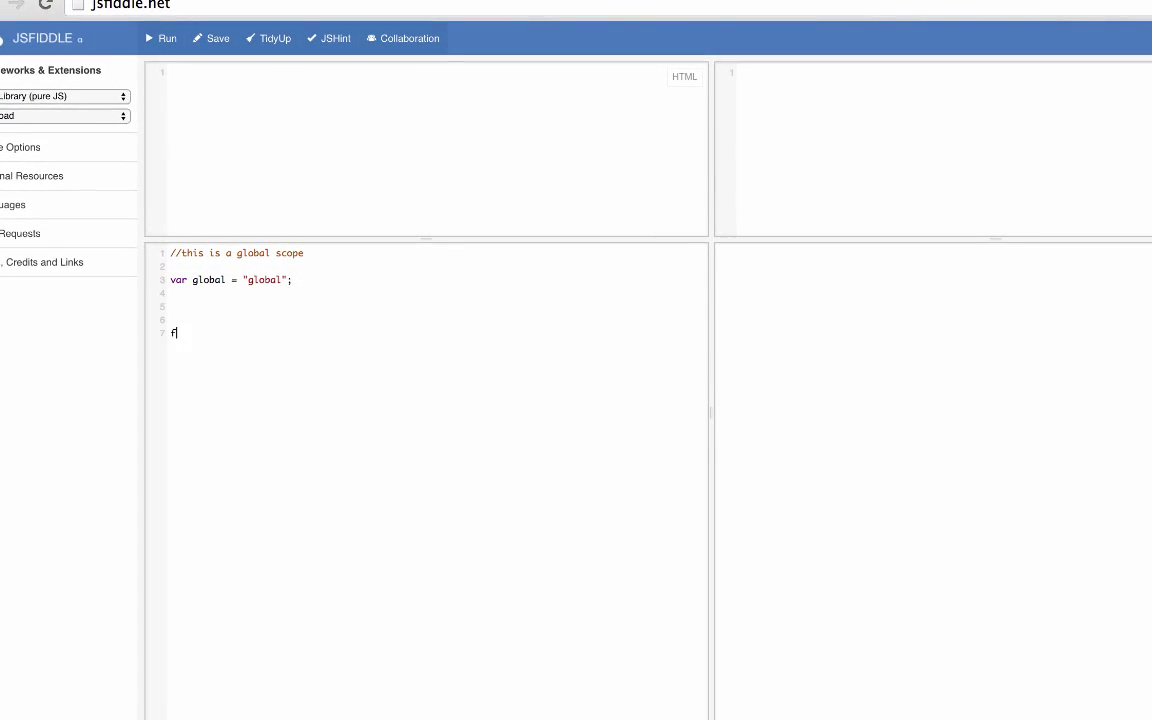 jsfiddle.net
JSFIDDLE α
Run
Save
TidyUp
JSHint
Collaboration
eworks & Extensions
Library (pure JS)
oad
e Options
nal Resources
uages
Requests
, Credits and Links
1
HTML
1
1 //this is a global scope
2
3 var global = "global";
4
5
6
7 f